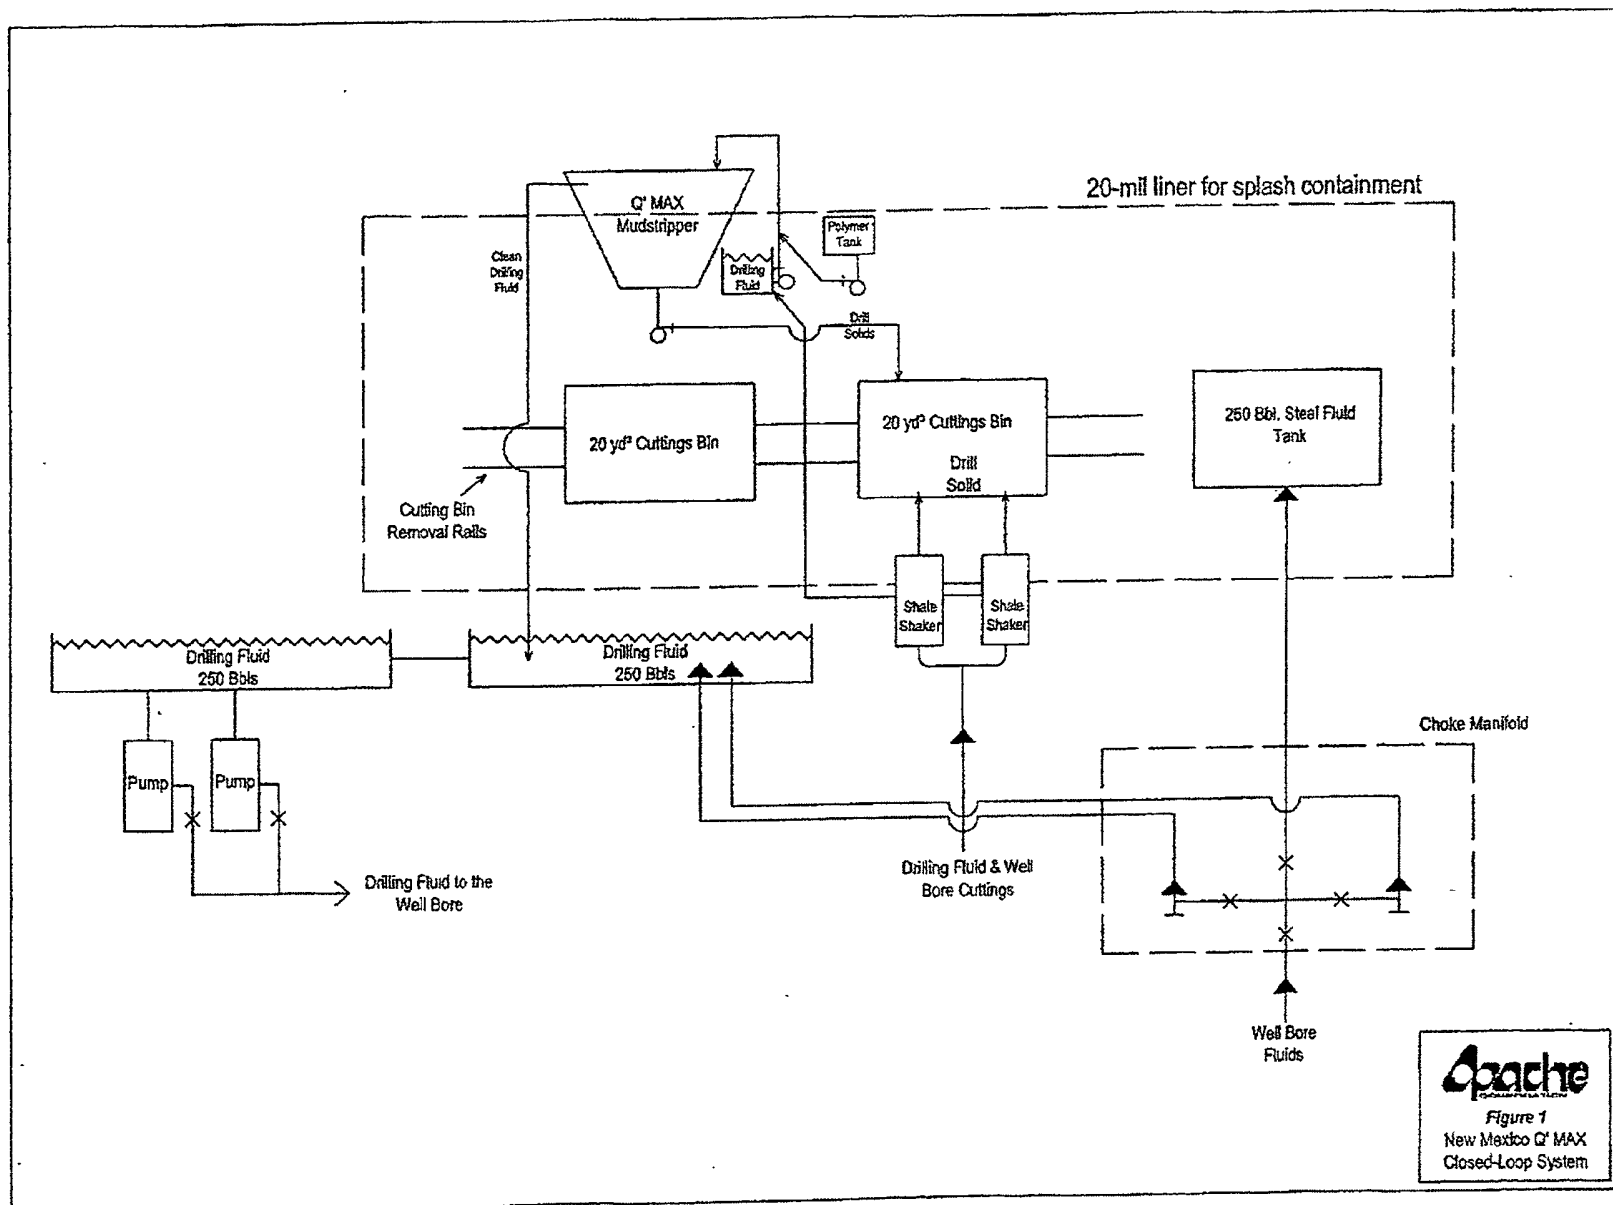 20-mil liner for splash containment
Q' MAX
Mudstripper
Polymer
Tank
Clean
Drilling
Fluid
Drilling
Fluid
Drill
Solids
20 yd³ Cuttings Bin
20 yd³ Cuttings Bin
Drill
Solid
250 Bbl. Steel Fluid
Tank
Cutting Bin
Removal Rails
Shale
Shaker
Shale
Shaker
Drilling Fluid
250 Bbls
Drilling Fluid
250 Bbls
Choke Manifold
Pump
Pump
Drilling Fluid & Well
Bore Cuttings
Drilling Fluid to the
Well Bore
Well Bore
Fluids
Apache
CORPORATION
Figure 1
New Mexico Q' MAX
Closed-Loop System